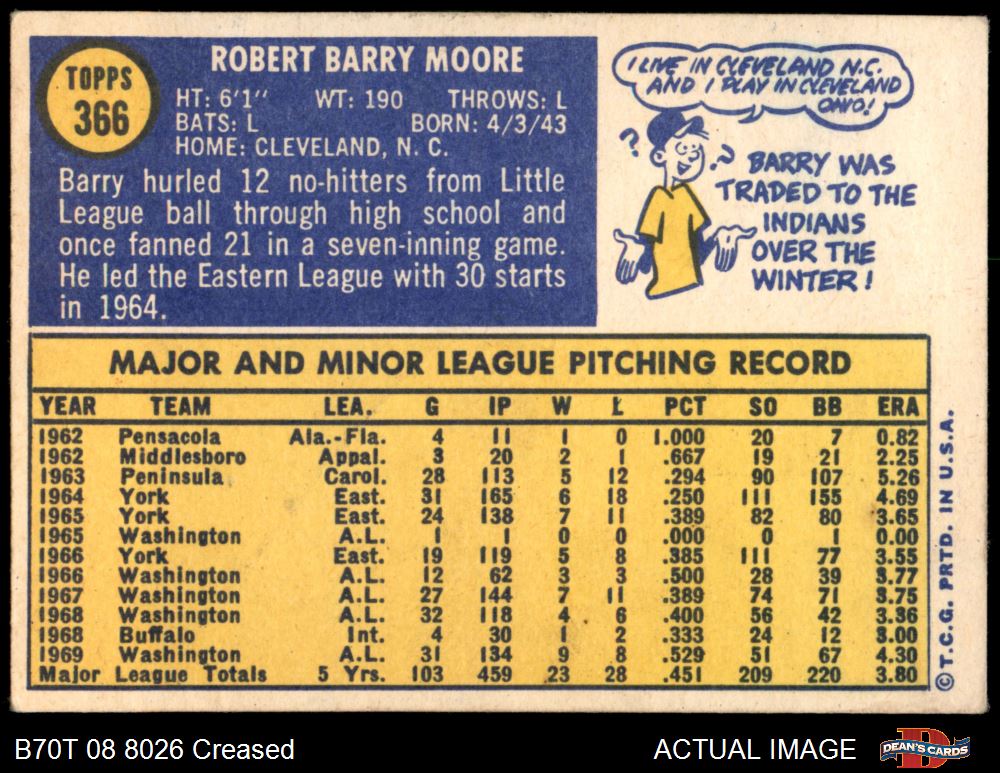 TOPPS
366
ROBERT BARRY MOORE
HT: 6'1" WT: 190 THROWS: L
BATS: L BORN: 4/3/43
HOME: CLEVELAND, N. C.
Barry hurled 12 no-hitters from Little
League ball through high school and
once fanned 21 in a seven-inning game.
He led the Eastern League with 30 starts
in 1964.
I LIVE IN CLEVELAND N.C.
AND I PLAY IN CLEVELAND
OHIO!
? ?
BARRY WAS
TRADED TO THE
INDIANS
OVER THE
WINTER!
MAJOR AND MINOR LEAGUE PITCHING RECORD
YEAR TEAM LEA. G IP W L PCT SO BB ERA
1962 Pensacola Ala.-Fla. 4 11 1 0 1.000 20 7 0.82
1962 Middlesboro Appal. 3 20 2 1 .667 19 21 2.25
1963 Peninsula Carol. 28 113 5 12 .294 90 107 5.26
1964 York East. 31 165 6 18 .250 111 155 4.69
1965 York East. 24 138 7 11 .389 82 80 3.65
1965 Washington A.L. 1 1 0 0 .000 0 1 0.00
1966 York East. 19 119 5 8 .385 111 77 3.55
1966 Washington A.L. 12 62 3 3 .500 28 39 3.77
1967 Washington A.L. 27 144 7 11 .389 74 71 3.75
1968 Washington A.L. 32 118 4 6 .400 56 42 3.36
1968 Buffalo Int. 4 30 1 2 .333 24 12 3.00
1969 Washington A.L. 31 134 9 8 .529 51 67 4.30
Major League Totals 5 Yrs. 103 459 23 28 .451 209 220 3.80
©T.C.G. PRTD. IN U.S.A.
B70T 08 8026 Creased
ACTUAL IMAGE
DEAN'S CARDS